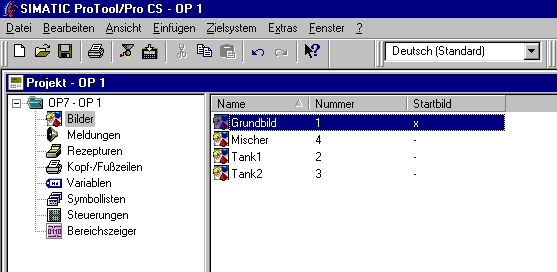 SIMATIC ProTool/Pro CS - OP 1
Datei Bearbeiten Ansicht Einfügen Zielsystem Extras Fenster ?
Deutsch (Standard)
Projekt - OP 1
OP7 - OP 1
Bilder
Meldungen
Rezepturen
Kopf-/Fußzeilen
Variablen
Symbollisten
Steuerungen
Bereichszeiger
Name Nummer Startbild
Grundbild 1 x
Mischer 4 -
Tank1 2 -
Tank2 3 -